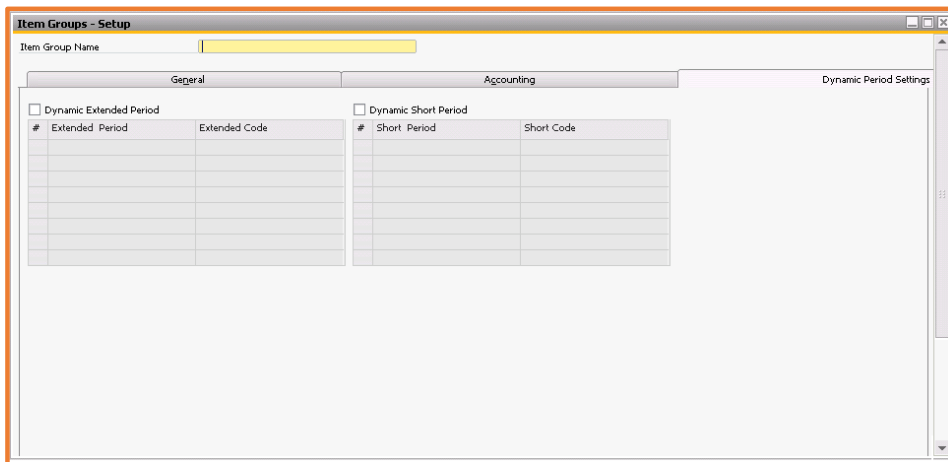 Item Groups - Setup
Item Group Name
General Accounting Dynamic Period Settings
Dynamic Extended Period Dynamic Short Period
# Extended Period Extended Code # Short Period Short Code